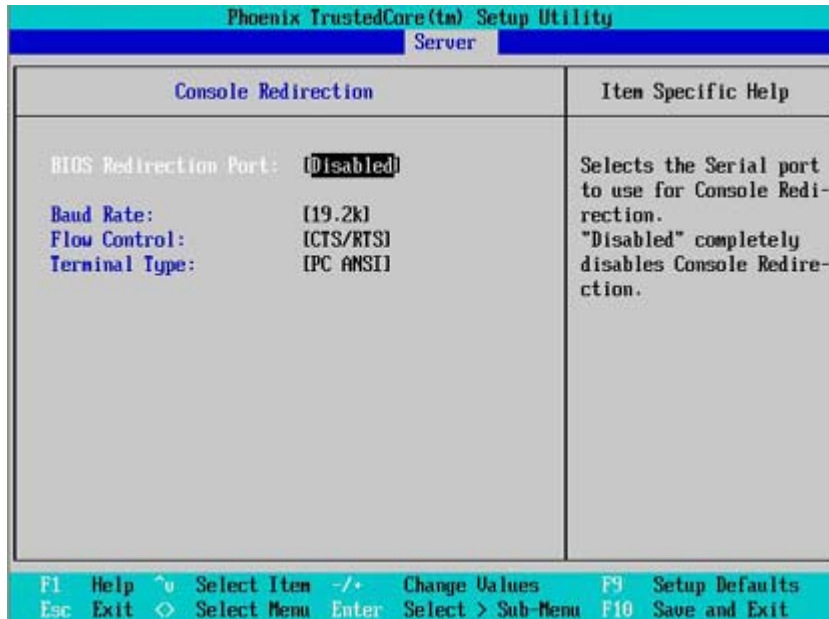 Phoenix TrustedCore(tm) Setup Utility
Server
Console Redirection
Item Specific Help
BIOS Redirection Port: [Disabled]
Baud Rate: [19.2k]
Flow Control: [CTS/RTS]
Terminal Type: [PC ANSI]
Selects the Serial port
to use for Console Redi-
rection.
"Disabled" completely
disables Console Redire-
ction.
F1 Help ^v Select Item -/+ Change Values F9 Setup Defaults
Esc Exit <> Select Menu Enter Select > Sub-Menu F10 Save and Exit